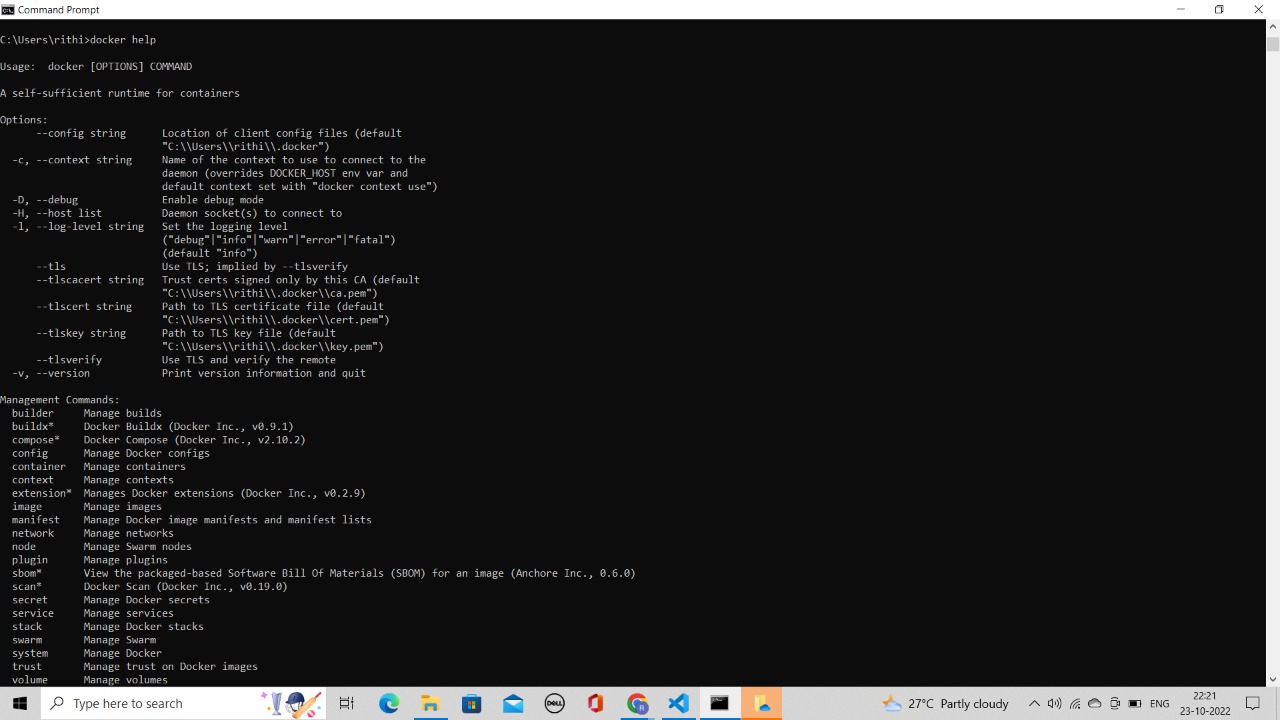 Command Prompt
C:\Users\rithi>docker help
Usage:  docker [OPTIONS] COMMAND
A self-sufficient runtime for containers
Options:
      --config string      Location of client config files (default
                           "C:\\Users\\rithi\\.docker")
  -c, --context string     Name of the context to use to connect to the
                           daemon (overrides DOCKER_HOST env var and
                           default context set with "docker context use")
  -D, --debug              Enable debug mode
  -H, --host list          Daemon socket(s) to connect to
  -l, --log-level string   Set the logging level
                           ("debug"|"info"|"warn"|"error"|"fatal")
                           (default "info")
      --tls                Use TLS; implied by --tlsverify
      --tlscacert string   Trust certs signed only by this CA (default
                           "C:\\Users\\rithi\\.docker\\ca.pem")
      --tlscert string     Path to TLS certificate file (default
                           "C:\\Users\\rithi\\.docker\\cert.pem")
      --tlskey string      Path to TLS key file (default
                           "C:\\Users\\rithi\\.docker\\key.pem")
      --tlsverify          Use TLS and verify the remote
  -v, --version            Print version information and quit
Management Commands:
  builder     Manage builds
  buildx*     Docker Buildx (Docker Inc., v0.9.1)
  compose*    Docker Compose (Docker Inc., v2.10.2)
  config      Manage Docker configs
  container   Manage containers
  context     Manage contexts
  extension*  Manages Docker extensions (Docker Inc., v0.2.9)
  image       Manage images
  manifest    Manage Docker image manifests and manifest lists
  network     Manage networks
  node        Manage Swarm nodes
  plugin      Manage plugins
  sbom*       View the packaged-based Software Bill Of Materials (SBOM) for an image (Anchore Inc., 0.6.0)
  scan*       Docker Scan (Docker Inc., v0.19.0)
  secret      Manage Docker secrets
  service     Manage services
  stack       Manage Docker stacks
  swarm       Manage Swarm
  system      Manage Docker
  trust       Manage trust on Docker images
  volume      Manage volumes
Type here to search
DELL
27°C Partly cloudy
ENG
22:21
23-10-2022